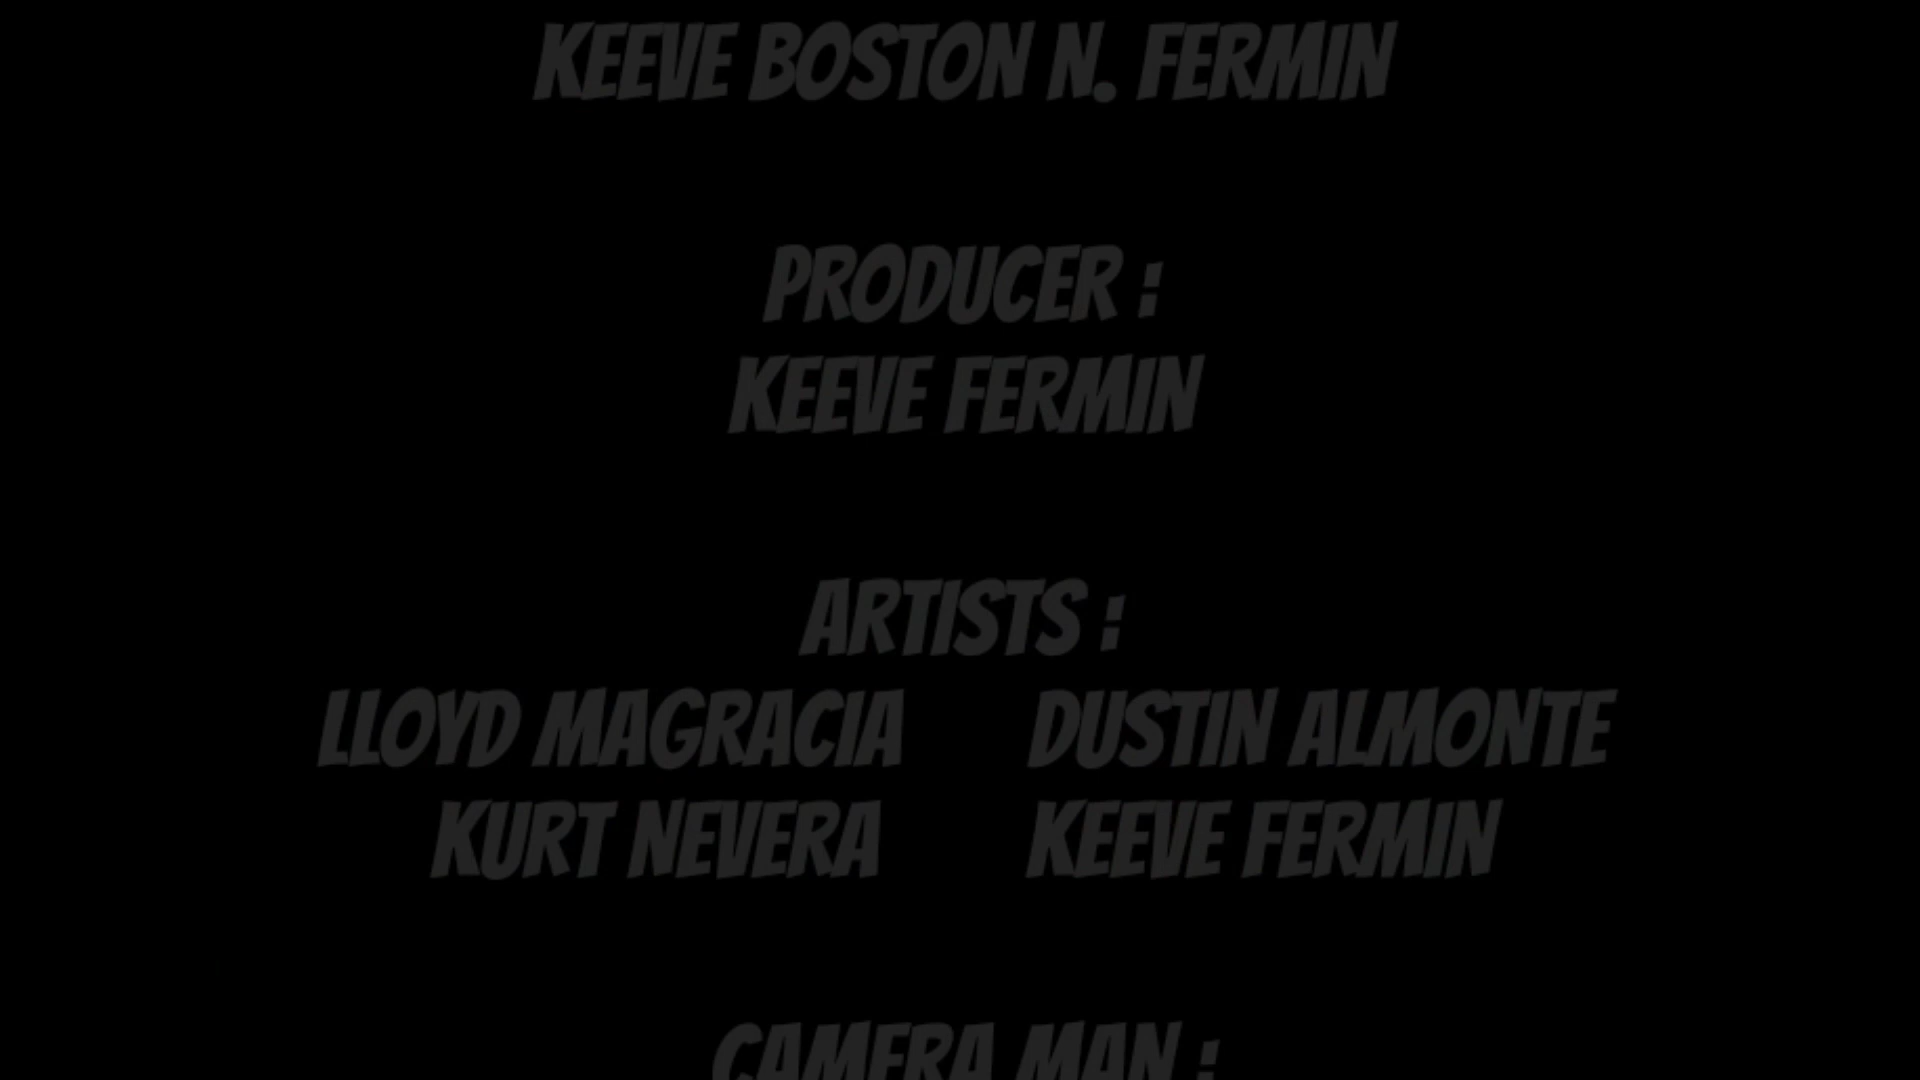 KEEVE BOSTON N. FERMIN
PRODUCER :
KEEVE FERMIN
ARTISTS :
LLOYD MAGRACIA DUSTIN ALMONTE
KURT NEVERA KEEVE FERMIN
CAMERA MAN :